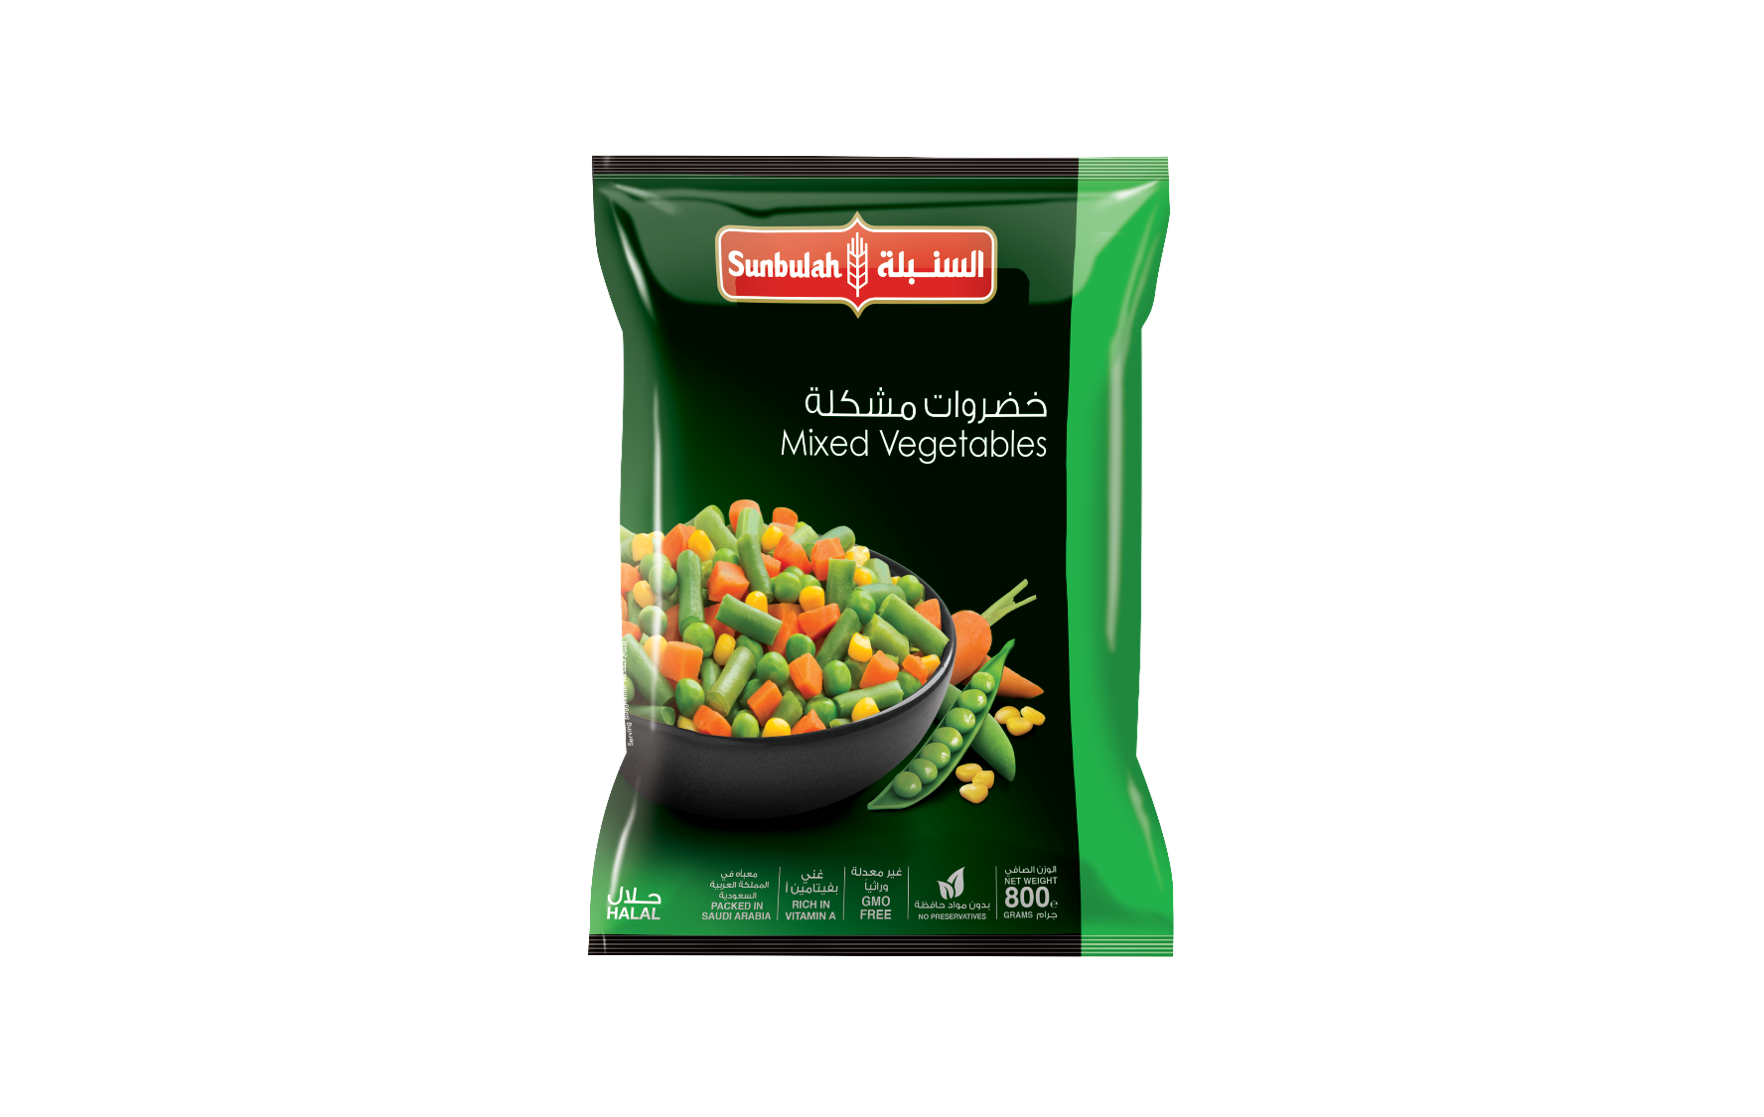 Sunbulah السنبلة
خضروات مشكلة
Mixed Vegetables
حلال
HALAL
معبأه في
المملكة العربية
السعودية
PACKED IN
SAUDI ARABIA
غني
بفيتامين أ
RICH IN
VITAMIN A
غير معدلة
وراثياً
GMO
FREE
بدون مواد حافظة
NO PRESERVATIVES
الوزن الصافي
NET WEIGHT
800 e
GRAMS جرام